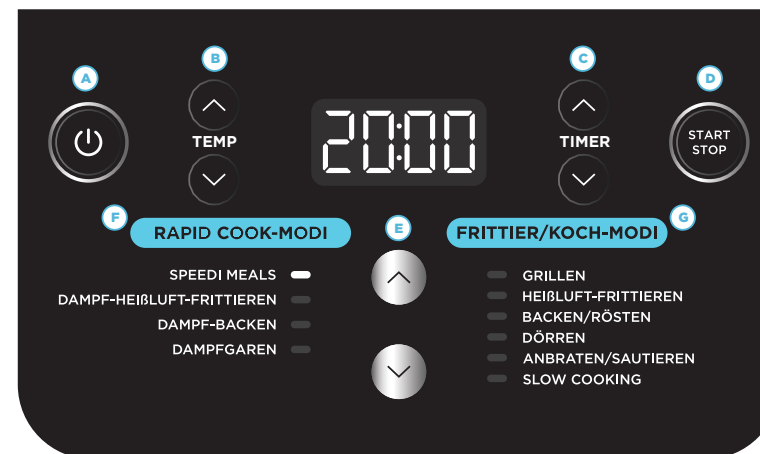 A
B
C
D
TEMP
20:00
TIMER
START
STOP
F
RAPID COOK-MODI
E
FRITTIER/KOCH-MODI
G
SPEEDI MEALS
DAMPF-HEIßLUFT-FRITTIEREN
DAMPF-BACKEN
DAMPFGAREN
GRILLEN
HEIßLUFT-FRITTIEREN
BACKEN/RÖSTEN
DÖRREN
ANBRATEN/SAUTIEREN
SLOW COOKING